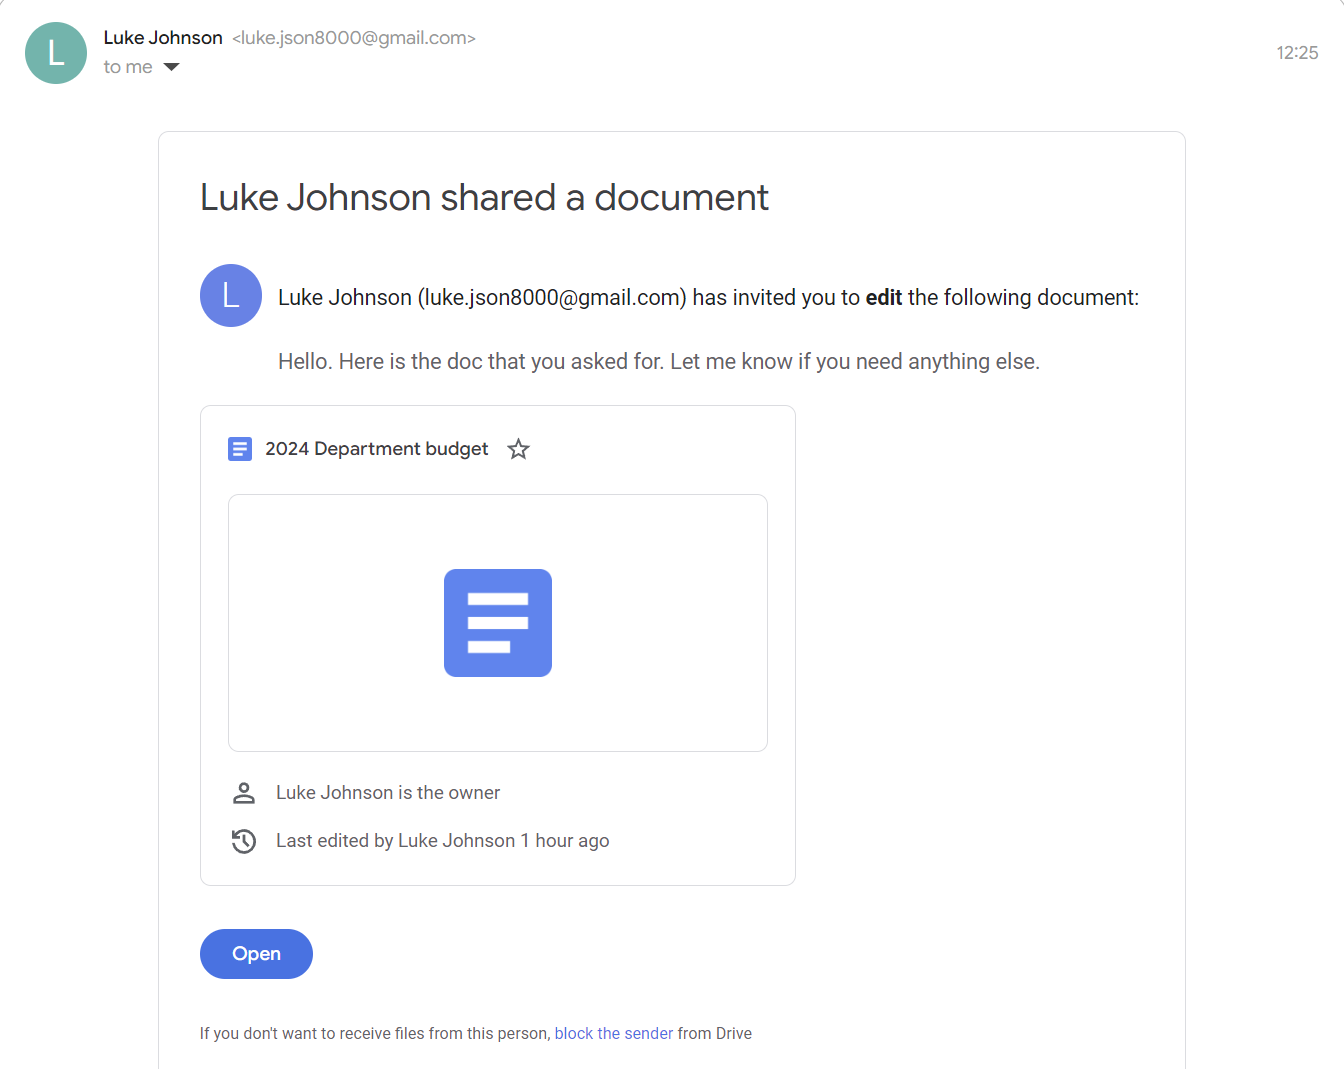 L
Luke Johnson <luke.json8000@gmail.com>
to me
12:25
Luke Johnson shared a document
L
Luke Johnson (luke.json8000@gmail.com) has invited you to edit the following document:
Hello. Here is the doc that you asked for. Let me know if you need anything else.
2024 Department budget
Luke Johnson is the owner
Last edited by Luke Johnson 1 hour ago
Open
If you don't want to receive files from this person, block the sender from Drive